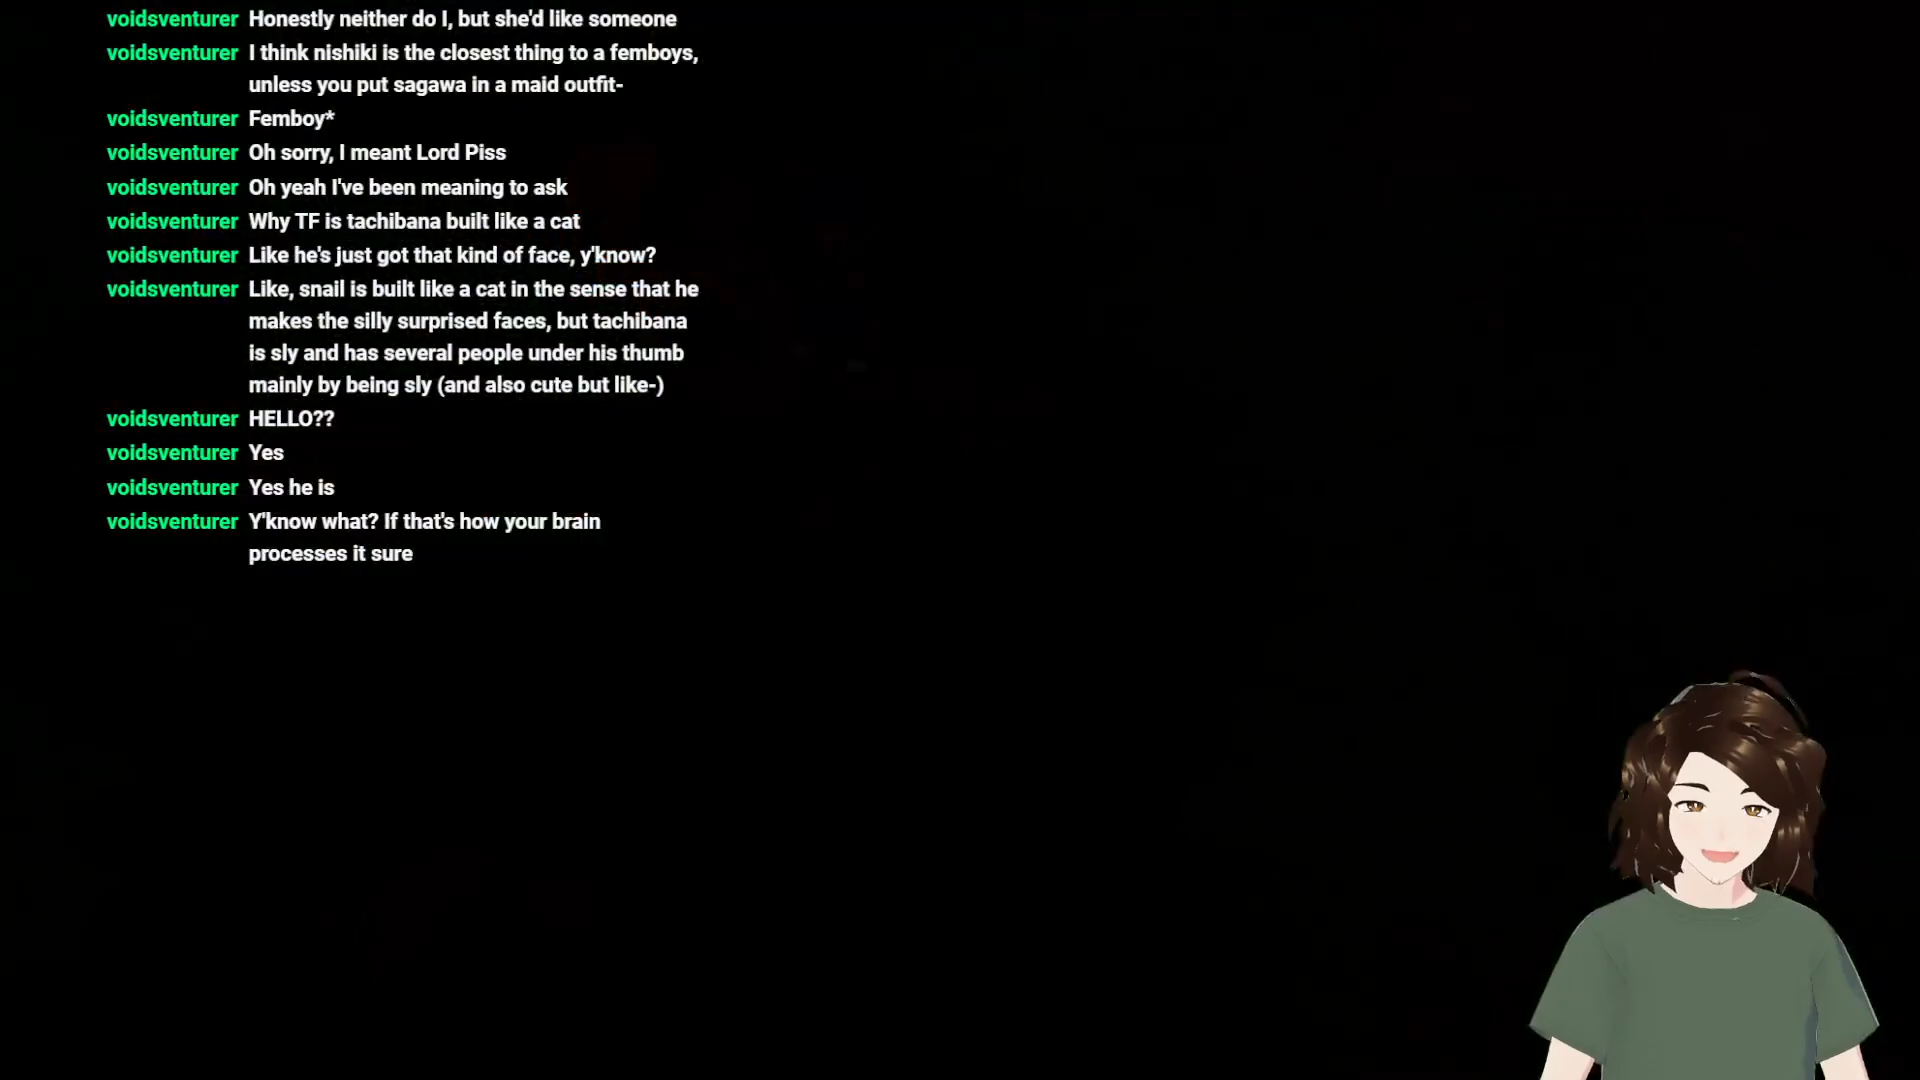 voidsventurer Honestly neither do I, but she'd like someone
voidsventurer I think nishiki is the closest thing to a femboys,
unless you put sagawa in a maid outfit-
voidsventurer Femboy*
voidsventurer Oh sorry, I meant Lord Piss
voidsventurer Oh yeah I've been meaning to ask
voidsventurer Why TF is tachibana built like a cat
voidsventurer Like he's just got that kind of face, y'know?
voidsventurer Like, snail is built like a cat in the sense that he
makes the silly surprised faces, but tachibana
is sly and has several people under his thumb
mainly by being sly (and also cute but like-)
voidsventurer HELLO??
voidsventurer Yes
voidsventurer Yes he is
voidsventurer Y'know what? If that's how your brain
processes it sure